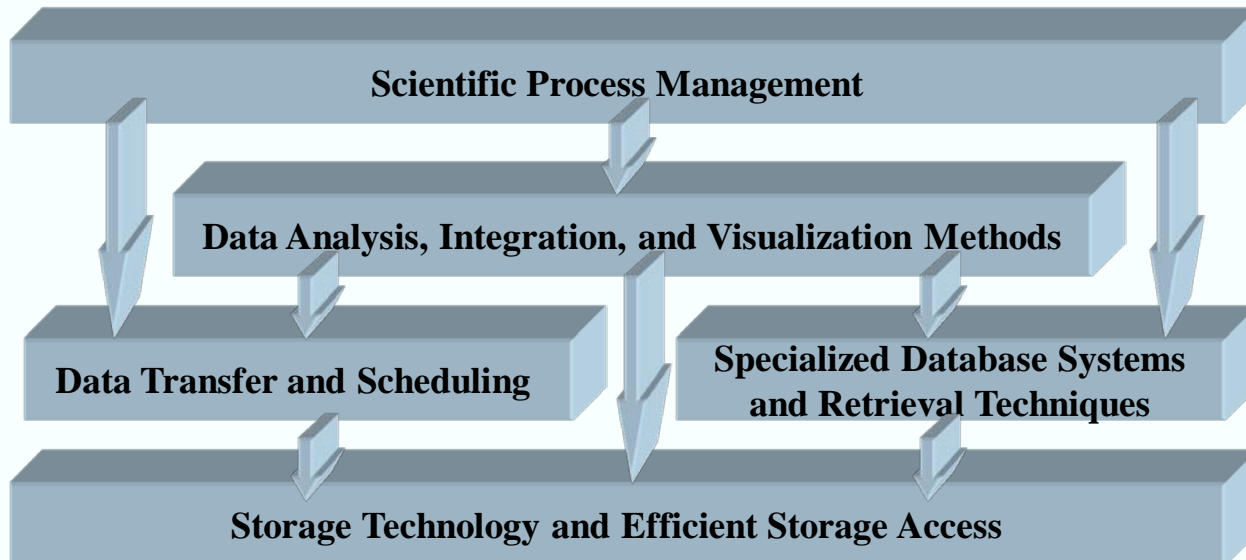 Scientific Process Management
Data Analysis, Integration, and Visualization Methods
Data Transfer and Scheduling
Specialized Database Systems
and Retrieval Techniques
Storage Technology and Efficient Storage Access